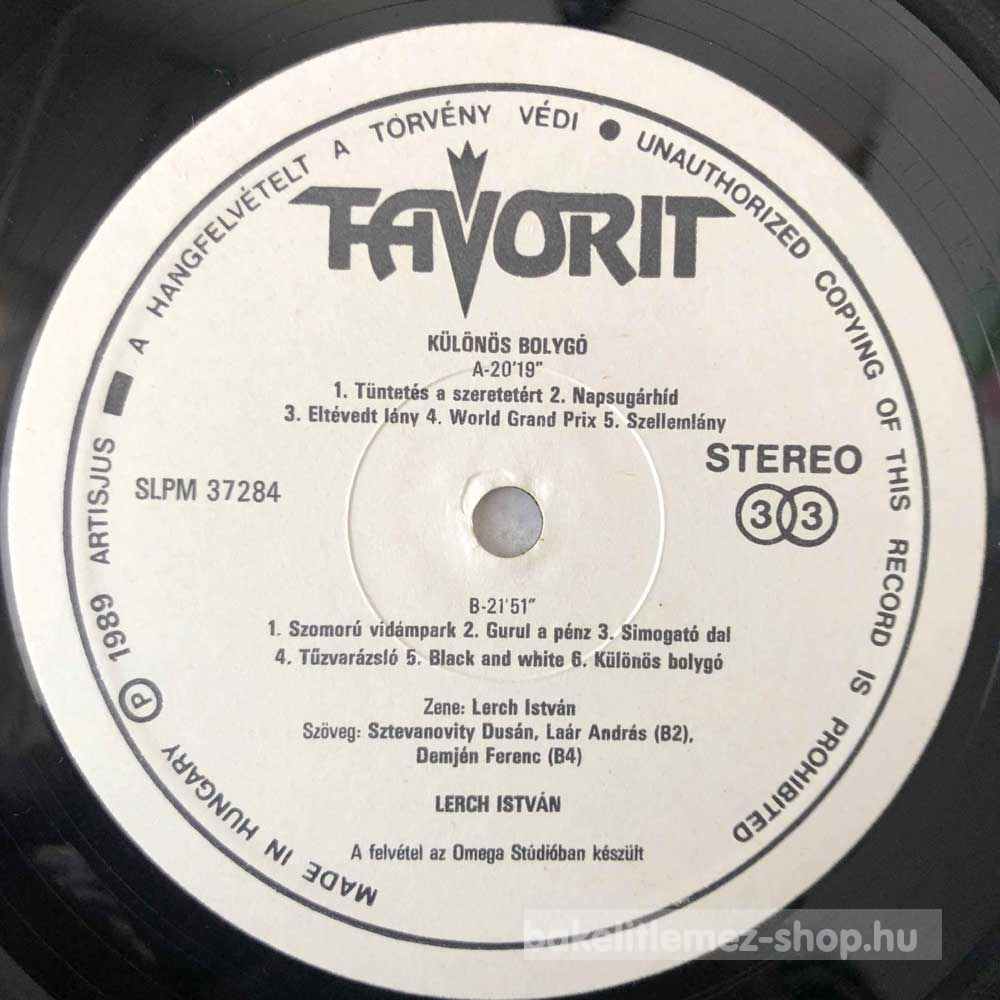 A HANGFELVÉTELT A TÖRVÉNY VÉDI ● UNAUTHORIZED COPYING OF THIS RECORD IS PROHIBITED
FAVORIT
KÜLÖNÖS BOLYGÓ
A-20'19"
1. Tüntetés a szeretetért 2. Napsugárhíd
3. Eltévedt lány 4. World Grand Prix 5. Szellemlány
STEREO
SLPM 37284
33
B-21'51"
1. Szomorú vidámpark 2. Gurul a pénz 3. Simogató dal
4. Tűzvarázsló 5. Black and white 6. Különös bolygó
Zene: Lerch István
Szöveg: Sztevanovity Dusán, Laár András (B2),
Demjén Ferenc (B4)
LERCH ISTVÁN
A felvétel az Omega Stúdióban készült
MADE IN HUNGARY Ⓟ 1989 ARTISJUS
bakelitlemez-shop.hu